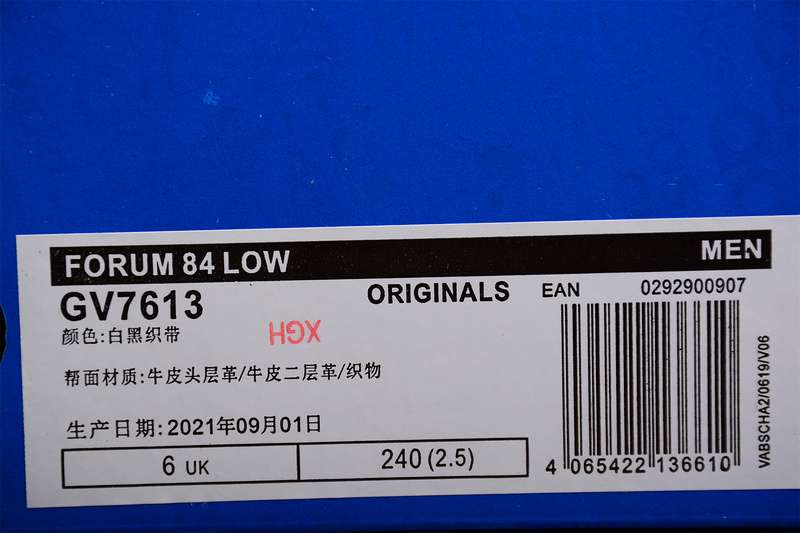 FORUM 84 LOW
MEN
GV7613
ORIGINALS
EAN
0292900907
颜色:白黑织带
XGH
帮面材质:牛皮头层革/牛皮二层革/织物
生产日期:2021年09月01日
6 UK
240 (2.5)
4 065422 136610
VABSCHA2/0619/V06